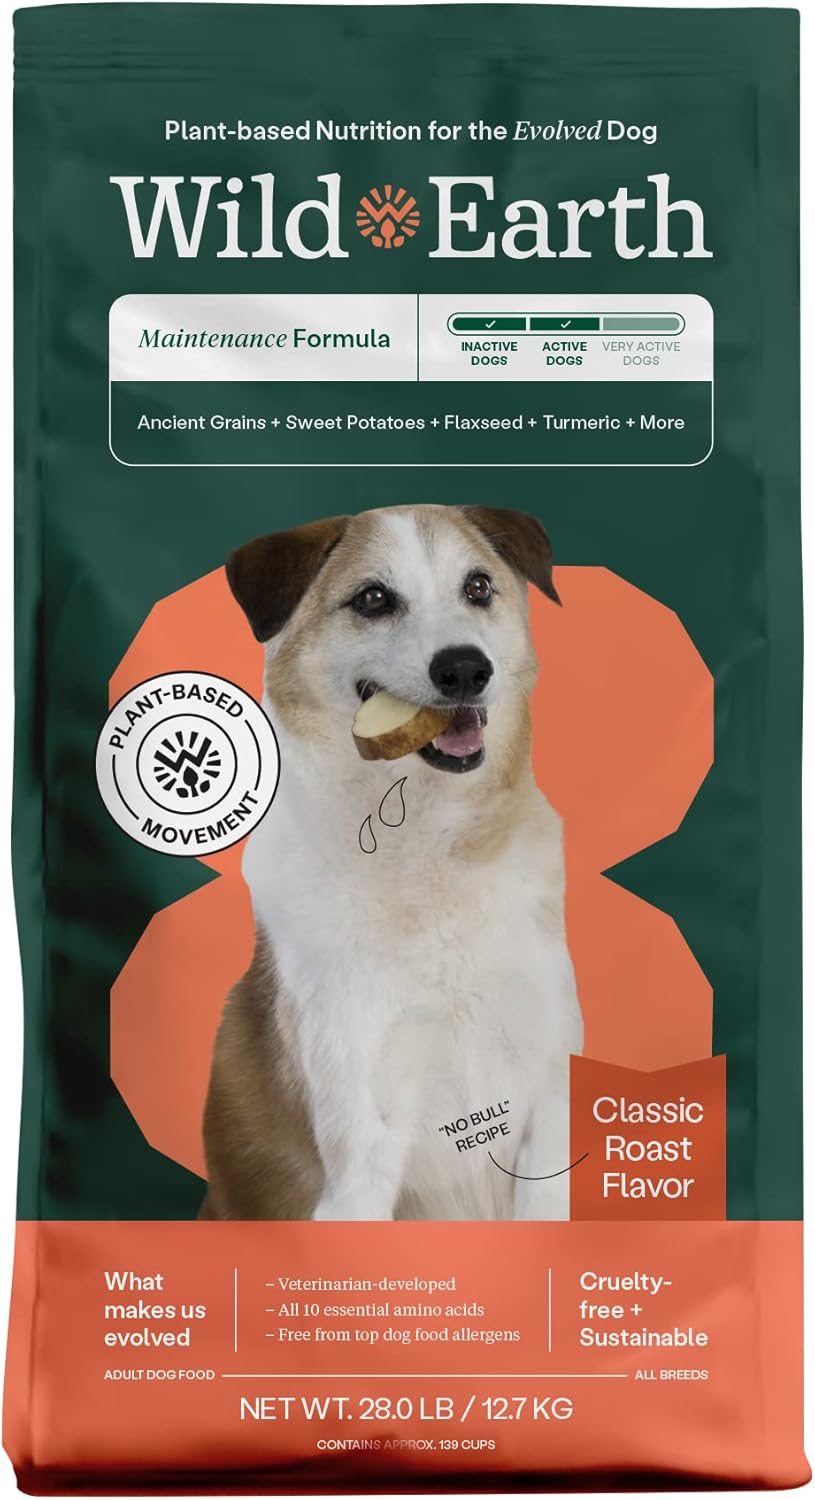 Plant-based Nutrition for the Evolved Dog
Wild Earth
Maintenance Formula
INACTIVE DOGS
ACTIVE DOGS
VERY ACTIVE DOGS
Ancient Grains + Sweet Potatoes + Flaxseed + Turmeric + More
PLANT-BASED
MOVEMENT
"NO BULL"
RECIPE
Classic
Roast
Flavor
What
makes us
evolved
– Veterinarian-developed
– All 10 essential amino acids
– Free from top dog food allergens
Cruelty-
free +
Sustainable
ADULT DOG FOOD
ALL BREEDS
NET WT. 28.0 LB / 12.7 KG
CONTAINS APPROX. 139 CUPS